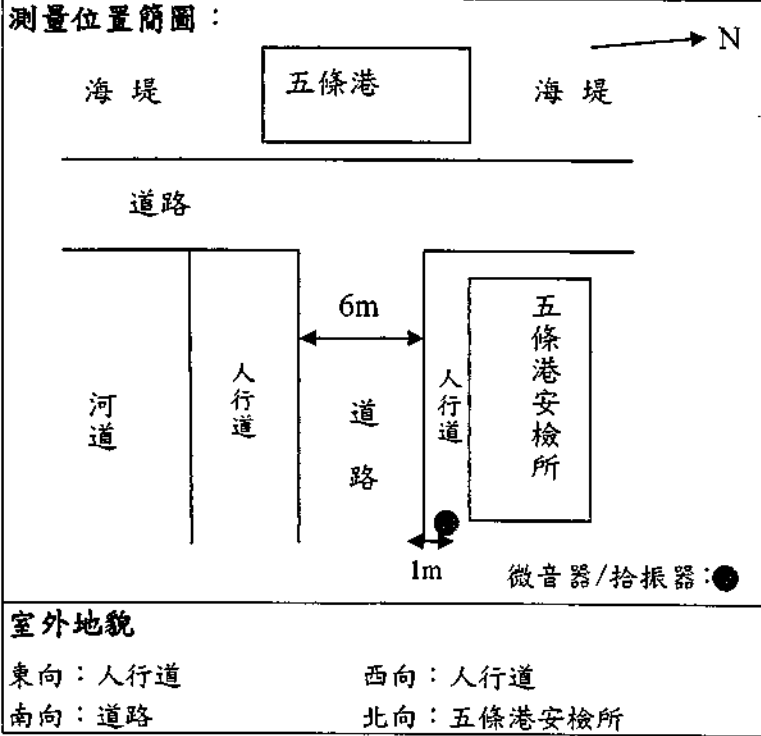 測量位置簡圖：
N
海堤
五條港
海堤
道路
6m
河道
人行道
道路
人行道
五條港安檢所
1m
微音器/拾振器：
室外地貌
東向：人行道
西向：人行道
南向：道路
北向：五條港安檢所